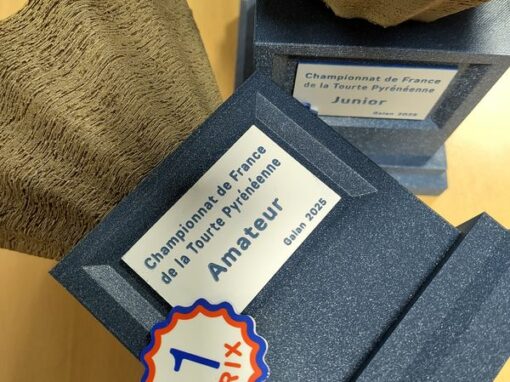 Championnat de France
de la Tourte Pyrénéenne
Junior
Galan 2025
Championnat de France
de la Tourte Pyrénéenne
Amateur
Galan 2025
1
PRIX